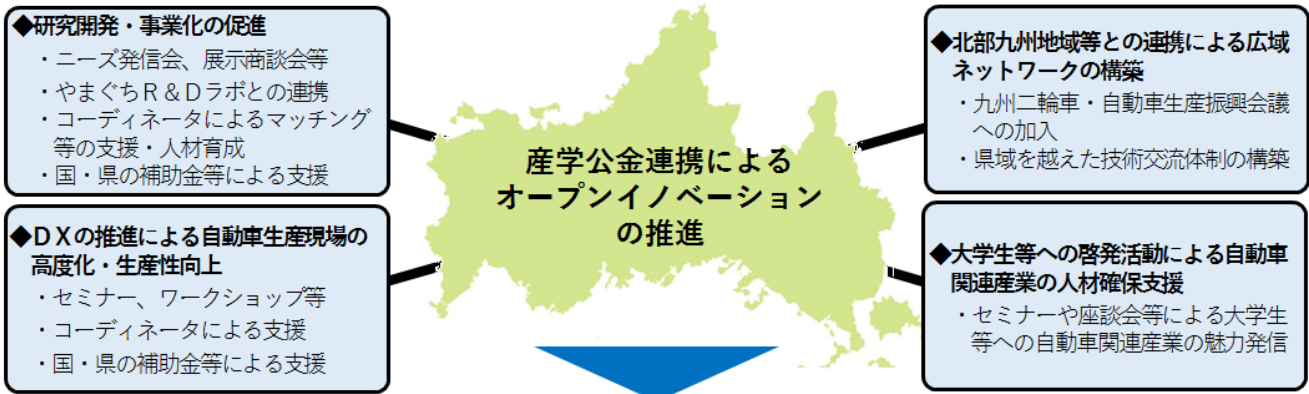 ◆研究開発・事業化の促進
・ニーズ発信会、展示商談会等
・やまぐちR＆Dラボとの連携
・コーディネータによるマッチング
等の支援・人材育成
・国・県の補助金等による支援
◆DXの推進による自動車生産現場の
高度化・生産性向上
・セミナー、ワークショップ等
・コーディネータによる支援
・国・県の補助金等による支援
産学公金連携による
オープンイノベーション
の推進
◆北部九州地域等との連携による広域
ネットワークの構築
・九州二輪車・自動車生産振興会議
への加入
・県域を越えた技術交流体制の構築
◆大学生等への啓発活動による自動車
関連産業の人材確保支援
・セミナーや座談会等による大学生
等への自動車関連産業の魅力発信